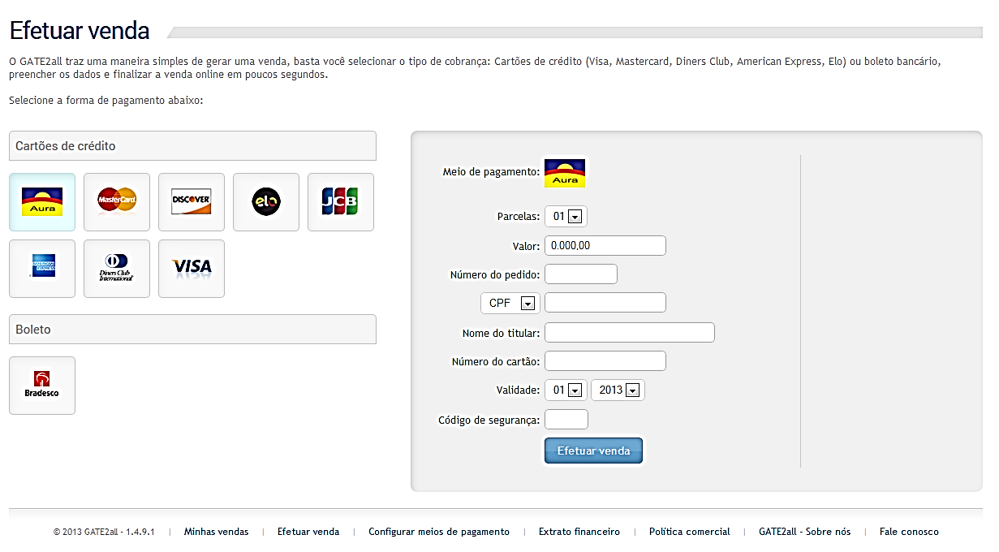 Efetuar venda
O GATE2all traz uma maneira simples de gerar uma venda, basta você selecionar o tipo de cobrança: Cartões de crédito (Visa, Mastercard, Diners Club, American Express, Elo) ou boleto bancário,
preencher os dados e finalizar a venda online em poucos segundos.
Selecione a forma de pagamento abaixo:
Cartões de crédito
Aura
MasterCard
DISCOVER
elo
JCB
AMERICAN EXPRESS
Diners Club
International
VISA
Boleto
Bradesco
Meio de pagamento: Aura
Parcelas: 01
Valor: 0.000,00
Número do pedido:
CPF
Nome do titular:
Número do cartão:
Validade: 01 2013
Código de segurança:
Efetuar venda
© 2013 GATE2all - 1.4.9.1 | Minhas vendas | Efetuar venda | Configurar meios de pagamento | Extrato financeiro | Política comercial | GATE2all - Sobre nós | Fale conosco